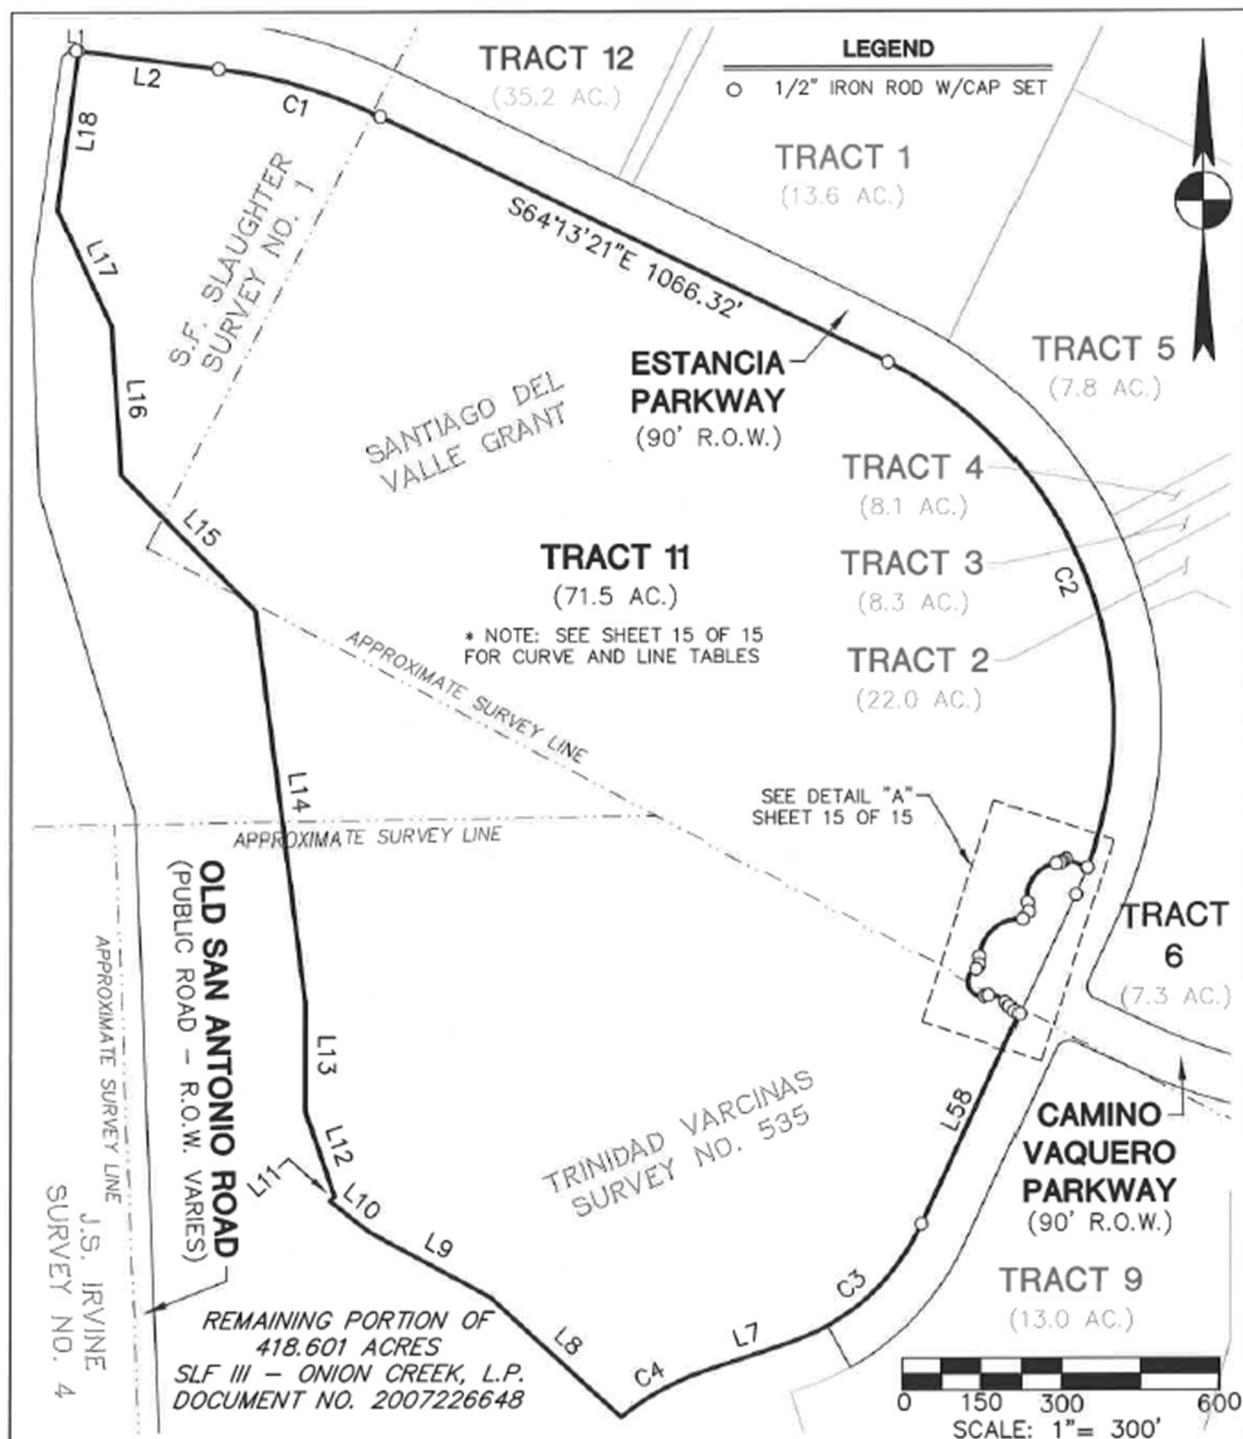 L1
L2
C1
L18
L17
L16
L15
L14
L13
L12
L11
L10
L9
L8
C4
L7
C3
L58
C2
TRACT 12
(35.2 AC.)
LEGEND
1/2" IRON ROD W/CAP SET
TRACT 1
(13.6 AC.)
S.F. SLAUGHTER
SURVEY NO. 1
S64°13'21"E 1066.32'
ESTANCIA
PARKWAY
(90' R.O.W.)
TRACT 5
(7.8 AC.)
SANTIAGO DEL
VALLE GRANT
TRACT 4
(8.1 AC.)
TRACT 11
(71.5 AC.)
* NOTE: SEE SHEET 15 OF 15
FOR CURVE AND LINE TABLES
TRACT 3
(8.3 AC.)
TRACT 2
(22.0 AC.)
APPROXIMATE SURVEY LINE
SEE DETAIL "A"
SHEET 15 OF 15
APPROXIMATE SURVEY LINE
OLD SAN ANTONIO ROAD
(PUBLIC ROAD – R.O.W. VARIES)
APPROXIMATE SURVEY LINE
TRACT
6
(7.3 AC.)
TRINIDAD VARCINAS
SURVEY NO. 535
CAMINO
VAQUERO
PARKWAY
(90' R.O.W.)
J.S. IRVINE
SURVEY NO. 4
TRACT 9
(13.0 AC.)
REMAINING PORTION OF
418.601 ACRES
SLF III – ONION CREEK, L.P.
DOCUMENT NO. 2007226648
0 150 300 600
SCALE: 1"= 300'